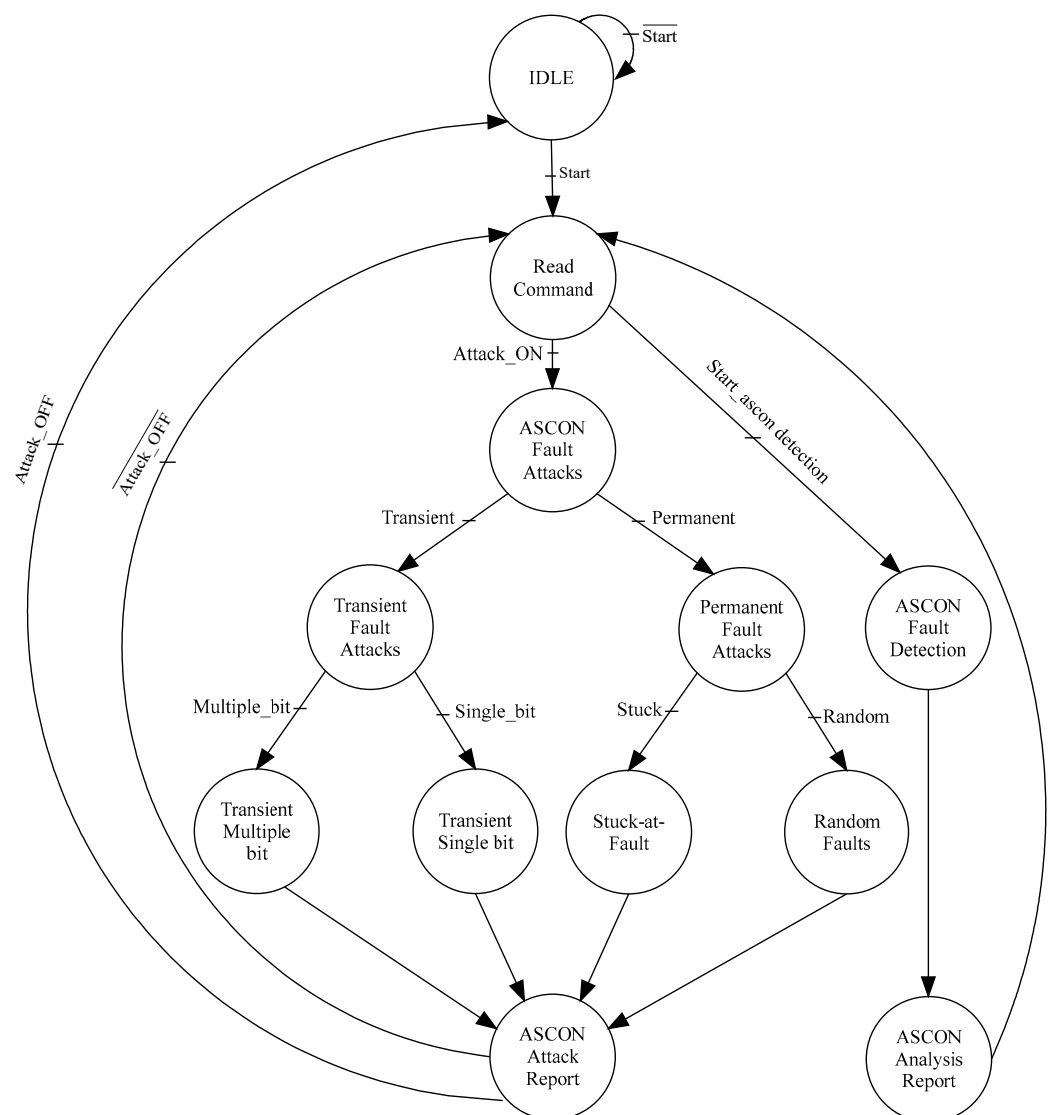 Start
IDLE
Start
Read
Command
Attack_ON
Start_ascon detection
Attack_OFF
Attack_OFF
ASCON
Fault
Attacks
Transient
Permanent
Transient
Fault
Attacks
Permanent
Fault
Attacks
ASCON
Fault
Detection
Multiple_bit
Single_bit
Stuck
Random
Transient
Multiple
bit
Transient
Single bit
Stuck-at-
Fault
Random
Faults
ASCON
Attack
Report
ASCON
Analysis
Report